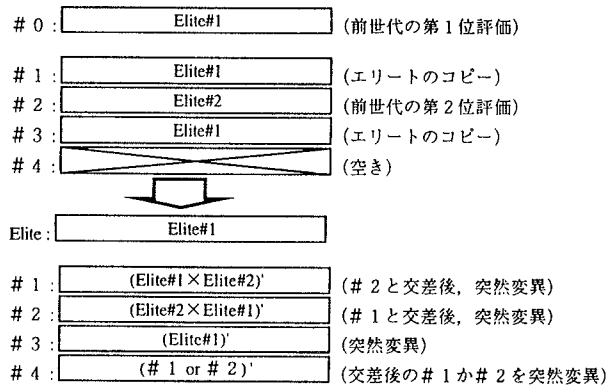 # 0 : Elite#1 (前世代の第1位評価)
# 1 : Elite#1 (エリートのコピー)
# 2 : Elite#2 (前世代の第2位評価)
# 3 : Elite#1 (エリートのコピー)
# 4 : (空き)
Elite : Elite#1
# 1 : (Elite#1×Elite#2)' (# 2と交差後, 突然変異)
# 2 : (Elite#2×Elite#1)' (# 1と交差後, 突然変異)
# 3 : (Elite#1)' (突然変異)
# 4 : (# 1 or # 2)' (交差後の# 1か# 2を突然変異)